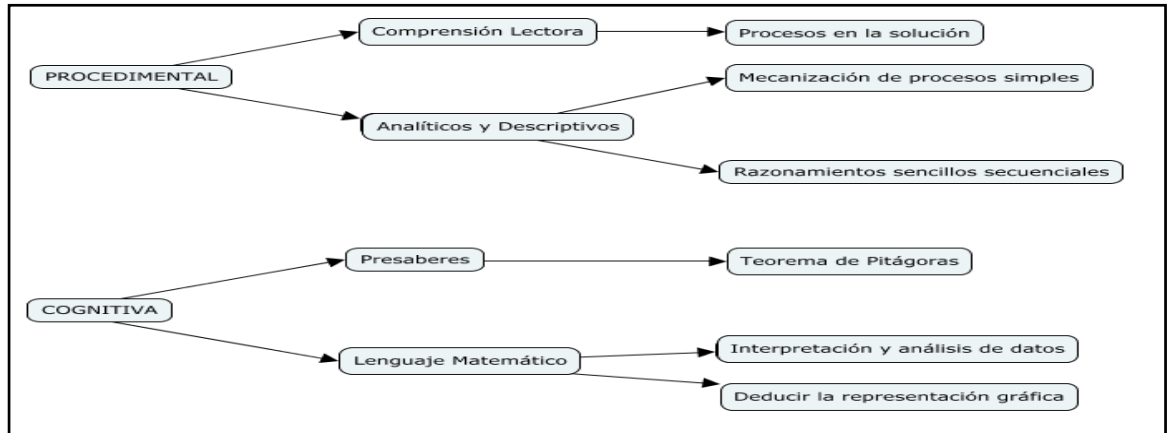 PROCEDIMENTAL
Comprensión Lectora
Procesos en la solución
Analíticos y Descriptivos
Mecanización de procesos simples
Razonamientos sencillos secuenciales
COGNITIVA
Presaberes
Teorema de Pitágoras
Lenguaje Matemático
Interpretación y análisis de datos
Deducir la representación gráfica